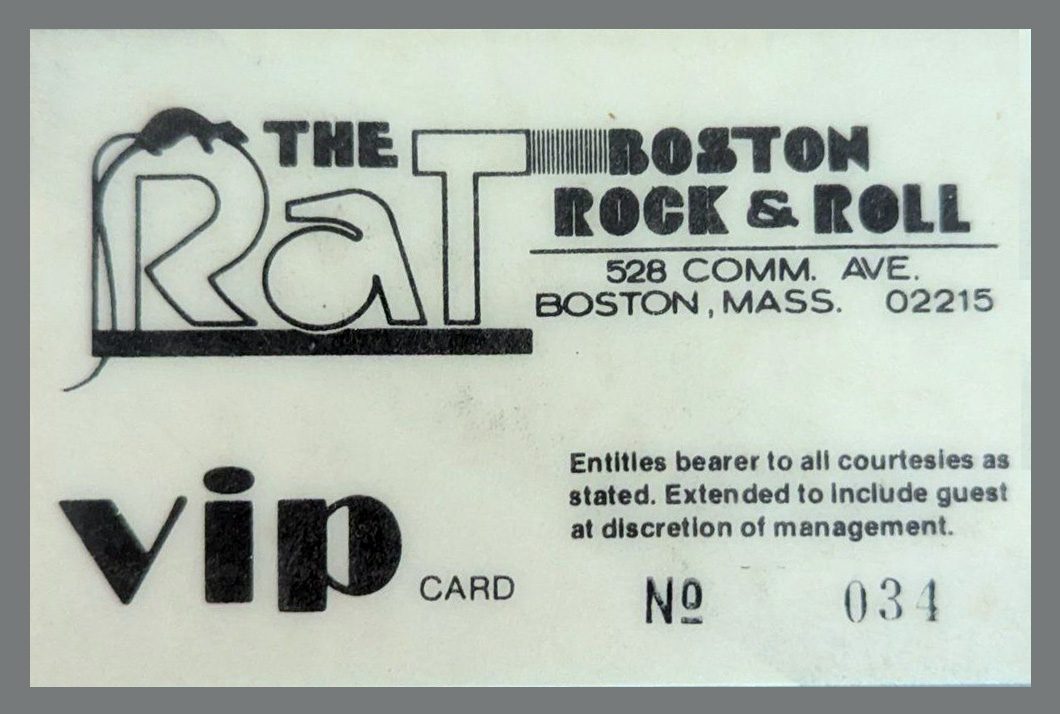 THE RaT
BOSTON
ROCK & ROLL
528 COMM. AVE.
BOSTON, MASS. 02215
vip CARD
Entitles bearer to all courtesies as
stated. Extended to include guest
at discretion of management.
Nº 034